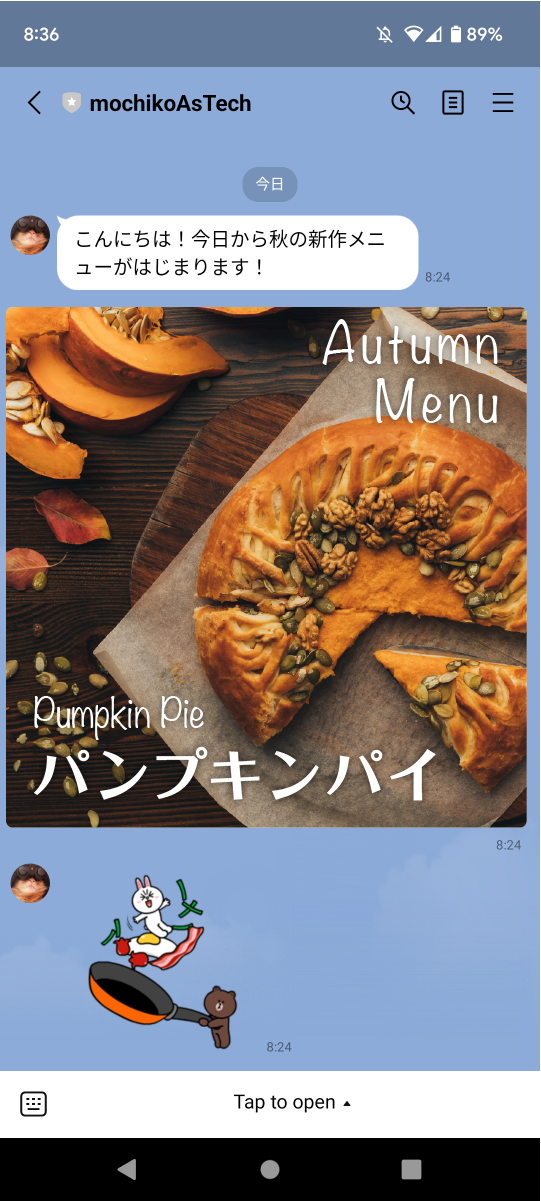 8:36
89%
mochikoAsTech
今日
こんにちは！今日から秋の新作メニ
ューがはじまります！
8:24
Autumn
Menu
Pumpkin Pie
パンプキンパイ
8:24
8:24
Tap to open